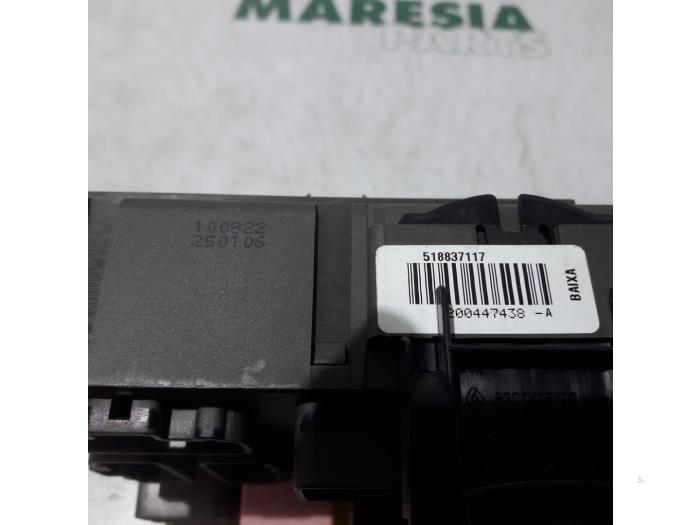 MARESIA
PARTS
100822
250106
518837117
200447438 -A
BAIXA